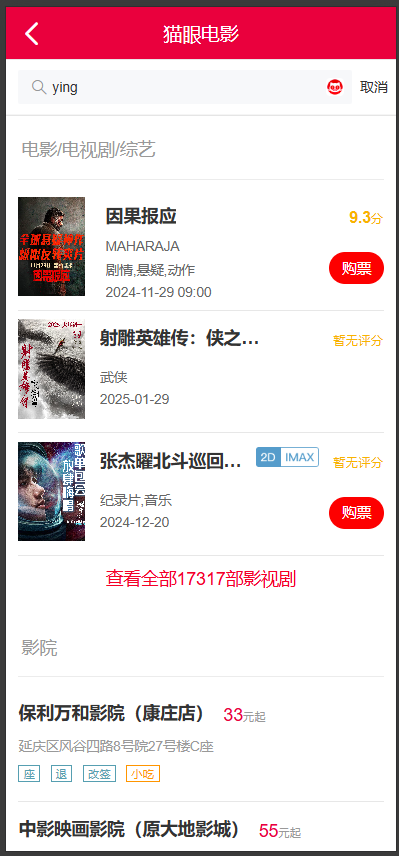 猫眼电影
ying
取消
电影/电视剧/综艺
因果报应
9.3分
MAHARAJA
剧情,悬疑,动作
购票
2024-11-29 09:00
射雕英雄传：侠之…
暂无评分
武侠
2025-01-29
张杰曜北斗巡回… 2D IMAX
暂无评分
纪录片,音乐
购票
2024-12-20
查看全部17317部影视剧
影院
保利万和影院（康庄店） 33元起
延庆区风谷四路8号院27号楼C座
座 退 改签 小吃
中影映画影院（原大地影城） 55元起